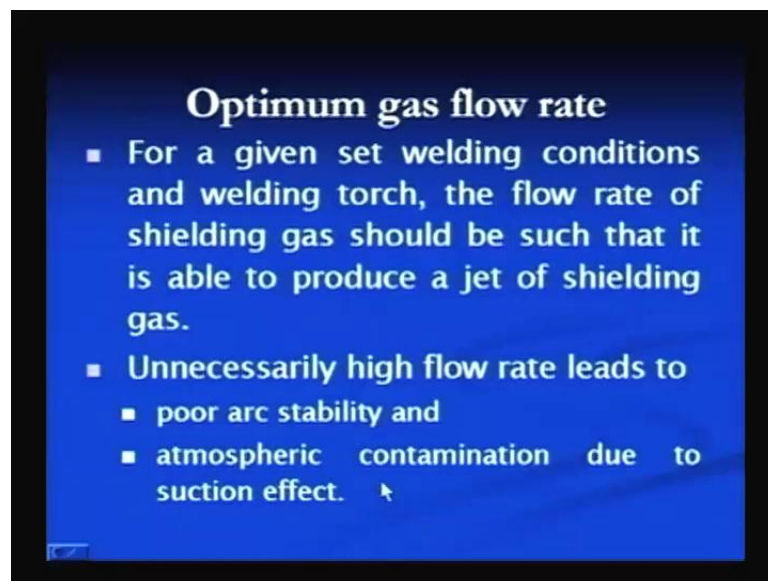 Optimum gas flow rate
For a given set welding conditions
and welding torch, the flow rate of
shielding gas should be such that it
is able to produce a jet of shielding
gas.
Unnecessarily high flow rate leads to
poor arc stability and
atmospheric contamination due to
suction effect.